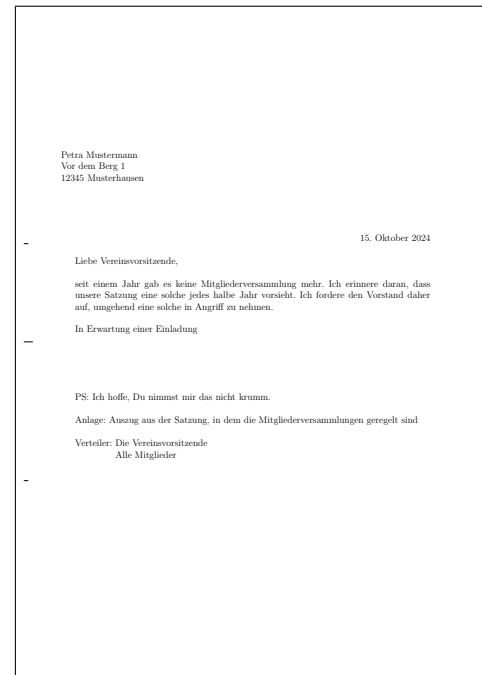 Petra Mustermann
Vor dem Berg 1
12345 Musterhausen
15. Oktober 2024
Liebe Vereinsvorsitzende,
seit einem Jahr gab es keine Mitgliederversammlung mehr. Ich erinnere daran, dass
unsere Satzung eine solche jedes halbe Jahr vorsieht. Ich fordere den Vorstand daher
auf, umgehend eine solche in Angriff zu nehmen.
In Erwartung einer Einladung
PS: Ich hoffe, Du nimmst mir das nicht krumm.
Anlage: Auszug aus der Satzung, in dem die Mitgliederversammlungen geregelt sind
Verteiler: Die Vereinsvorsitzende
Alle Mitglieder